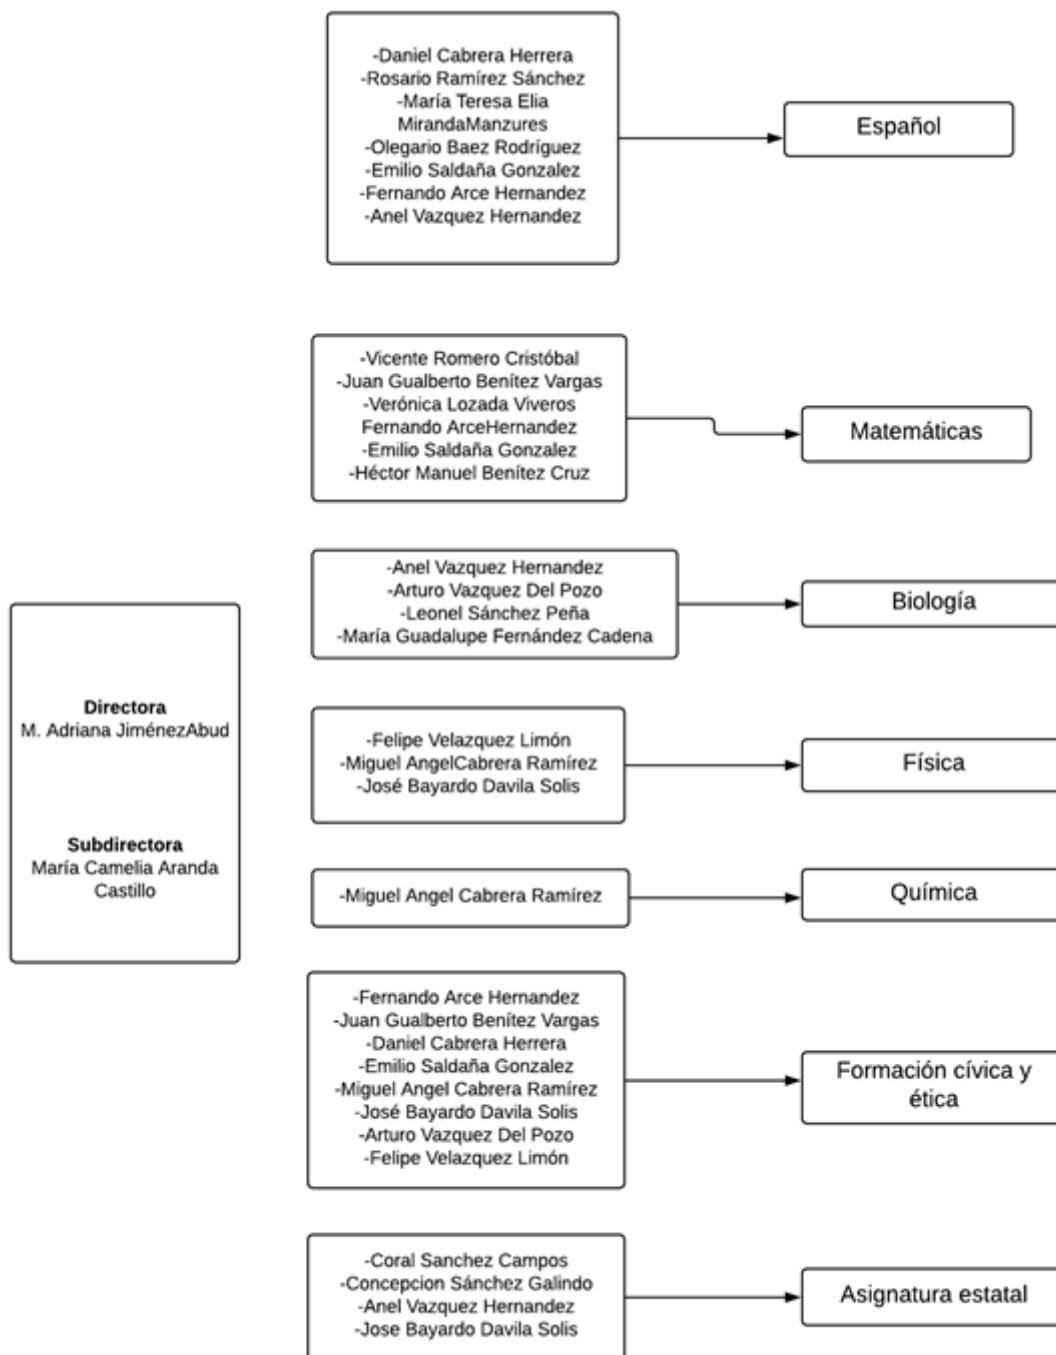 -Daniel Cabrera Herrera
-Rosario Ramírez Sánchez
-María Teresa Elia
MirandaManzures
-Olegario Baez Rodríguez
-Emilio Saldaña Gonzalez
-Fernando Arce Hernandez
-Anel Vazquez Hernandez
Español
-Vicente Romero Cristóbal
-Juan Gualberto Benítez Vargas
-Verónica Lozada Viveros
Fernando ArceHernandez
-Emilio Saldaña Gonzalez
-Héctor Manuel Benítez Cruz
Matemáticas
-Anel Vazquez Hernandez
-Arturo Vazquez Del Pozo
-Leonel Sánchez Peña
-María Guadalupe Fernández Cadena
Biología
Directora
M. Adriana JiménezAbud
Subdirectora
María Camelia Aranda
Castillo
-Felipe Velazquez Limón
-Miguel AngelCabrera Ramírez
-José Bayardo Davila Solis
Física
-Miguel Angel Cabrera Ramírez
Química
-Fernando Arce Hernandez
-Juan Gualberto Benítez Vargas
-Daniel Cabrera Herrera
-Emilio Saldaña Gonzalez
-Miguel Angel Cabrera Ramírez
-José Bayardo Davila Solis
-Arturo Vazquez Del Pozo
-Felipe Velazquez Limón
Formación cívica y
ética
-Coral Sanchez Campos
-Concepcion Sánchez Galindo
-Anel Vazquez Hernandez
-Jose Bayardo Davila Solis
Asignatura estatal